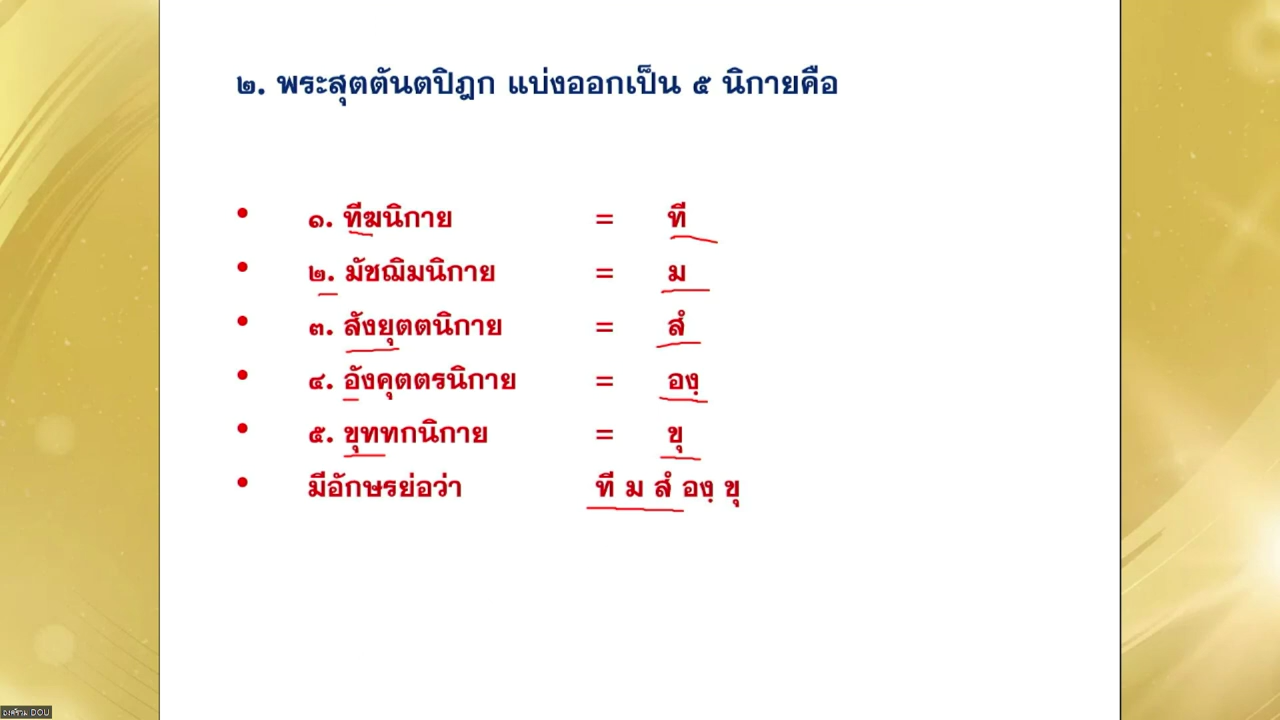 ๒. พระสุตตันตปิฎก แบ่งออกเป็น ๕ นิกายคือ
• ๑. ทีฆนิกาย = ที
• ๒. มัชฌิมนิกาย = ม
• ๓. สังยุตตนิกาย = สํ
• ๔. อังคุตตรนิกาย = องฺ
• ๕. ขุททกนิกาย = ขุ
• มีอักษรย่อว่า ที ม สํ องฺ ขุ
DOU